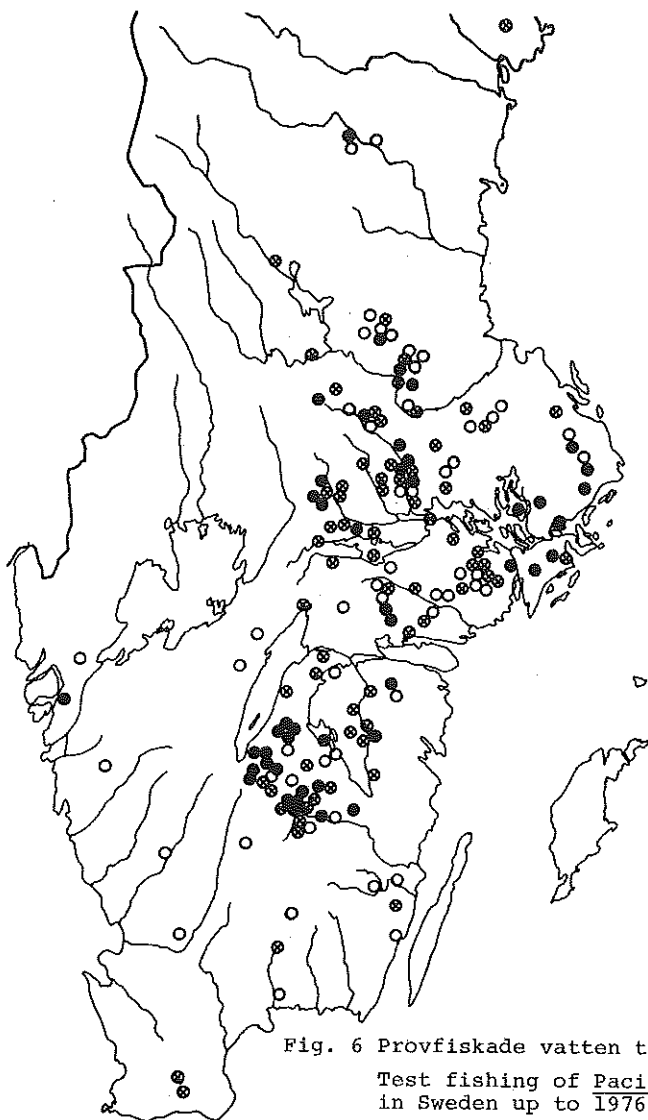 Fig. 6 Provfiskade vatten t
Test fishing of Paci
in Sweden up to 1976